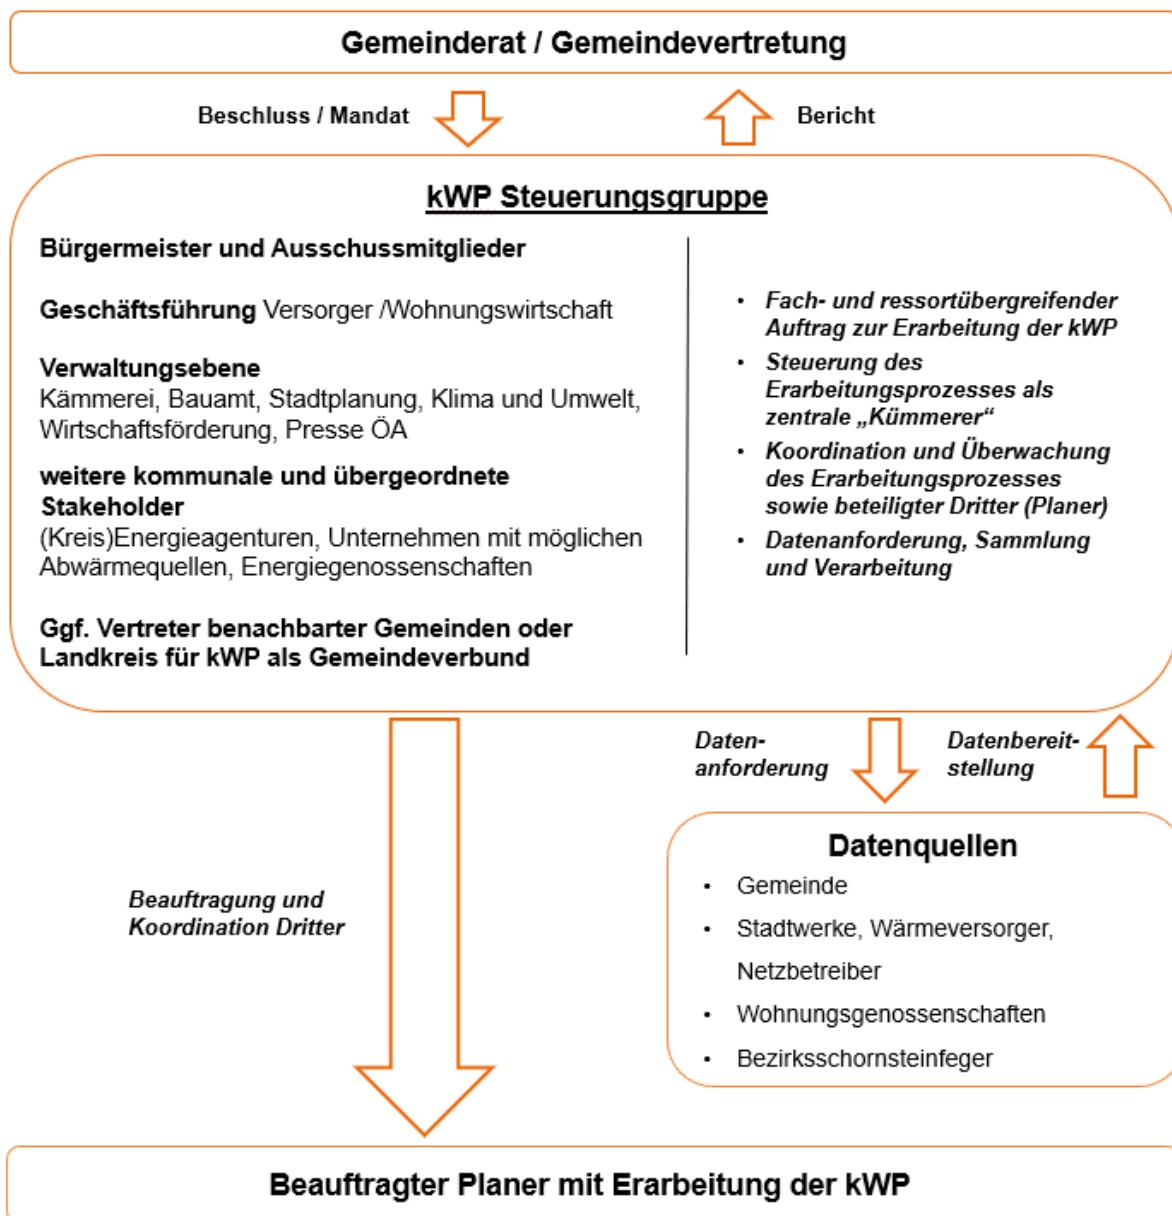 Gemeinderat / Gemeindevertretung
Beschluss / Mandat
Bericht
kWP Steuerungsgruppe
Bürgermeister und Ausschussmitglieder
Geschäftsführung Versorger /Wohnungswirtschaft
Verwaltungsebene
Kämmerei, Bauamt, Stadtplanung, Klima und Umwelt,
Wirtschaftsförderung, Presse ÖA
weitere kommunale und übergeordnete
Stakeholder
(Kreis)Energieagenturen, Unternehmen mit möglichen
Abwärmequellen, Energiegenossenschaften
Ggf. Vertreter benachbarter Gemeinden oder
Landkreis für kWP als Gemeindeverbund
• Fach- und ressortübergreifender
Auftrag zur Erarbeitung der kWP
• Steuerung des
Erarbeitungsprozesses als
zentrale „Kümmerer“
• Koordination und Überwachung
des Erarbeitungsprozesses
sowie beteiligter Dritter (Planer)
• Datenanforderung, Sammlung
und Verarbeitung
Daten-
anforderung
Datenbereit-
stellung
Datenquellen
• Gemeinde
• Stadtwerke, Wärmeversorger,
Netzbetreiber
• Wohnungsgenossenschaften
• Bezirksschornsteinfeger
Beauftragung und
Koordination Dritter
Beauftragter Planer mit Erarbeitung der kWP